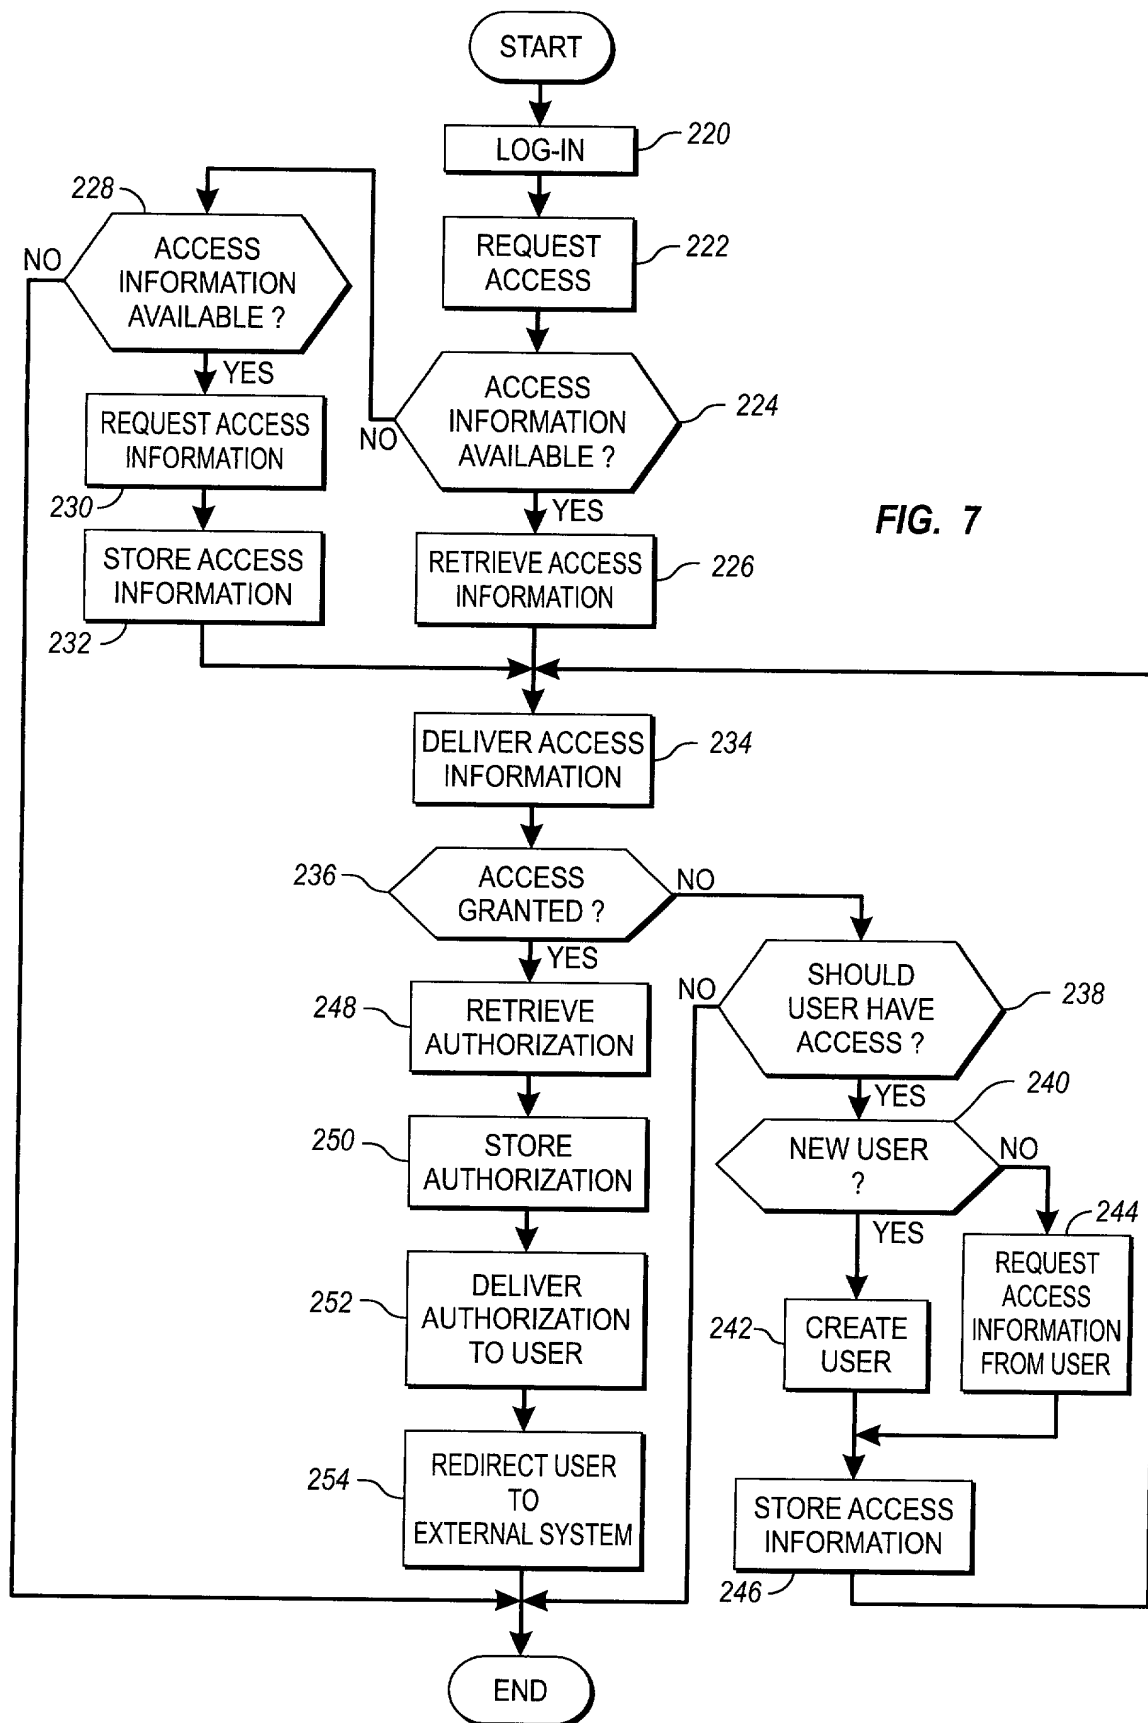 START
LOG-IN
220
228
REQUEST
ACCESS
222
NO
ACCESS
INFORMATION
AVAILABLE ?
YES
ACCESS
INFORMATION
AVAILABLE ?
224
NO
REQUEST ACCESS
INFORMATION
230
YES
FIG. 7
STORE ACCESS
INFORMATION
232
RETRIEVE ACCESS
INFORMATION
226
DELIVER ACCESS
INFORMATION
234
236
ACCESS
GRANTED ?
NO
YES
248
RETRIEVE
AUTHORIZATION
NO
SHOULD
USER HAVE
ACCESS ?
238
YES
240
250
STORE
AUTHORIZATION
NEW USER
?
NO
YES
244
252
DELIVER
AUTHORIZATION
TO USER
242
CREATE
USER
REQUEST
ACCESS
INFORMATION
FROM USER
254
REDIRECT USER
TO
EXTERNAL SYSTEM
STORE ACCESS
INFORMATION
246
END